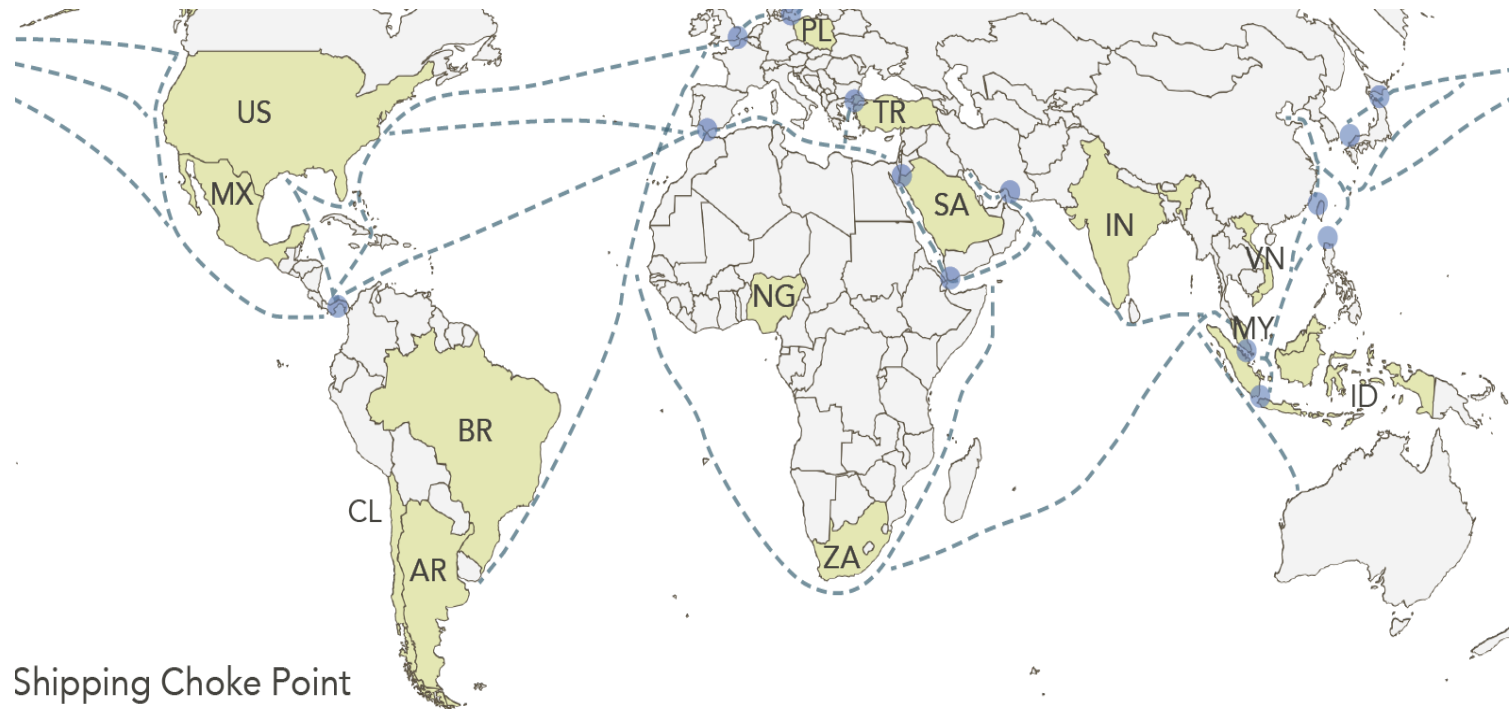 PL
US
TR
MX
SA
IN
VN
NG
MY
ID
BR
CL
AR
ZA
Shipping Choke Point